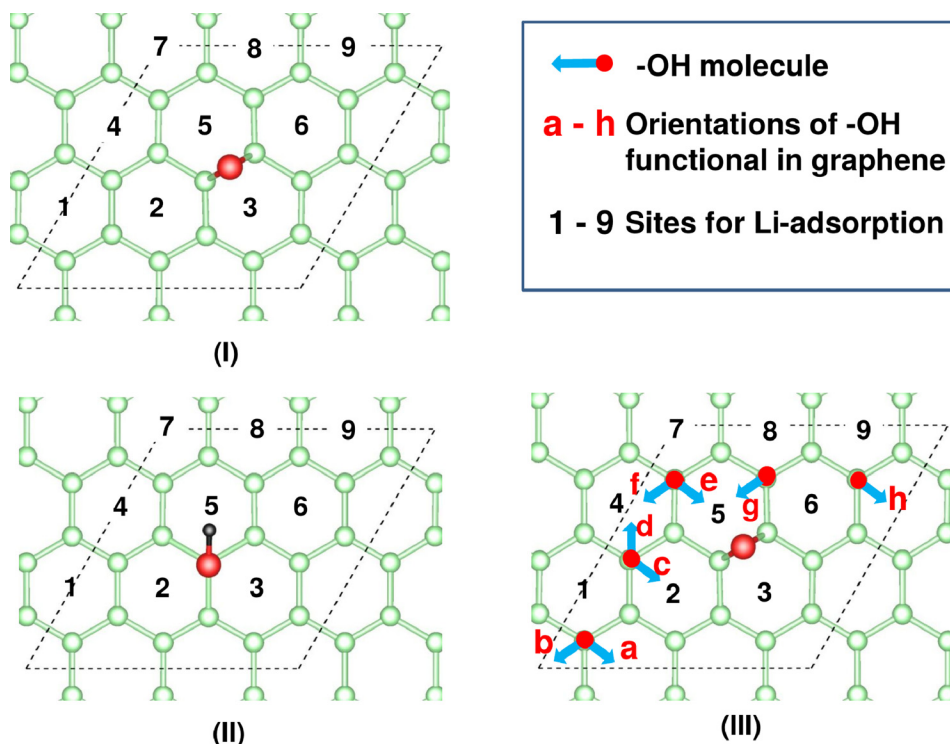 7 8 9
4 5 6
1 2 3
(I)
-OH molecule
a - h Orientations of -OH
functional in graphene
1 - 9 Sites for Li-adsorption
7 8 9
4 5 6
1 2 3
(II)
7 8 9
f e
4 5 g 6 h
d
c
1 2 3
b a
(III)